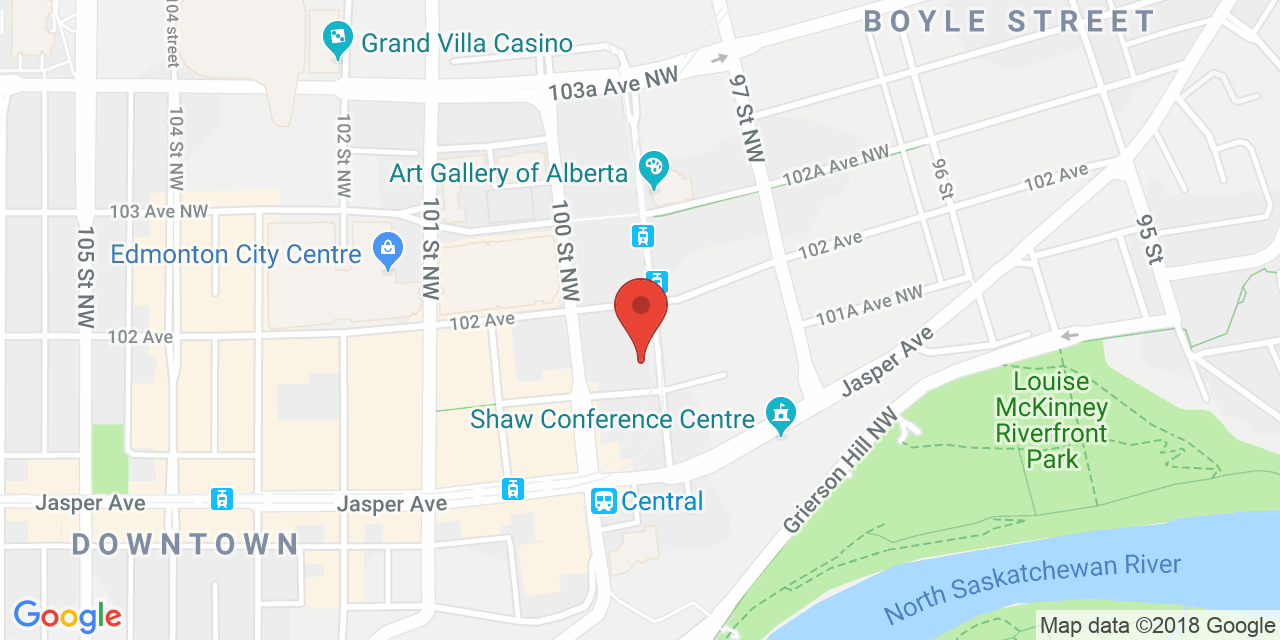 BOYLE STREET
104 street
Grand Villa Casino
103a Ave NW
97 St NW
104 St NW
102 St NW
Art Gallery of Alberta
102A Ave NW
96 St
102 Ave
103 Ave NW
101 St NW
100 St NW
105 St NW
Edmonton City Centre
102 Ave
95 St
101A Ave NW
102 Ave
102 Ave
Jasper Ave
Louise
McKinney
Riverfront
Park
Shaw Conference Centre
Grierson Hill NW
Jasper Ave
Jasper Ave
Central
DOWNTOWN
North Saskatchewan River
Google
Map data ©2018 Google